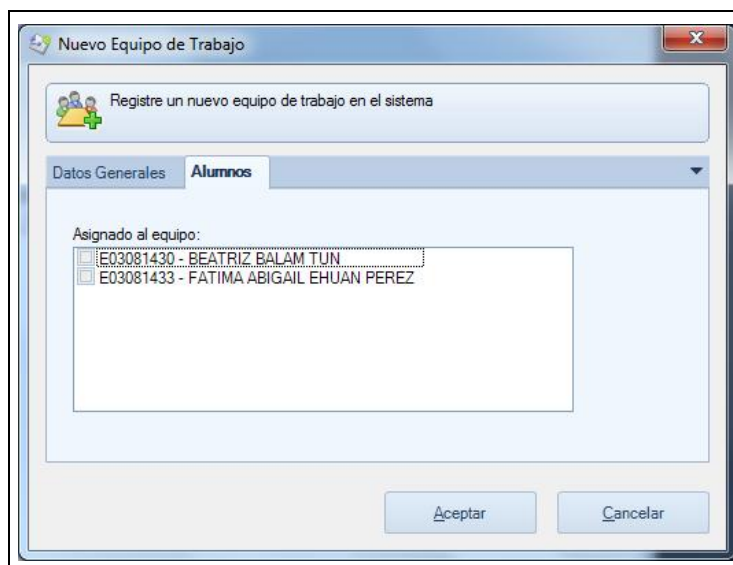 Nuevo Equipo de Trabajo
Registre un nuevo equipo de trabajo en el sistema
Datos Generales Alumnos
Asignado al equipo:
E03081430 - BEATRIZ BALAM TUN
E03081433 - FATIMA ABIGAIL EHUAN PEREZ
Aceptar Cancelar